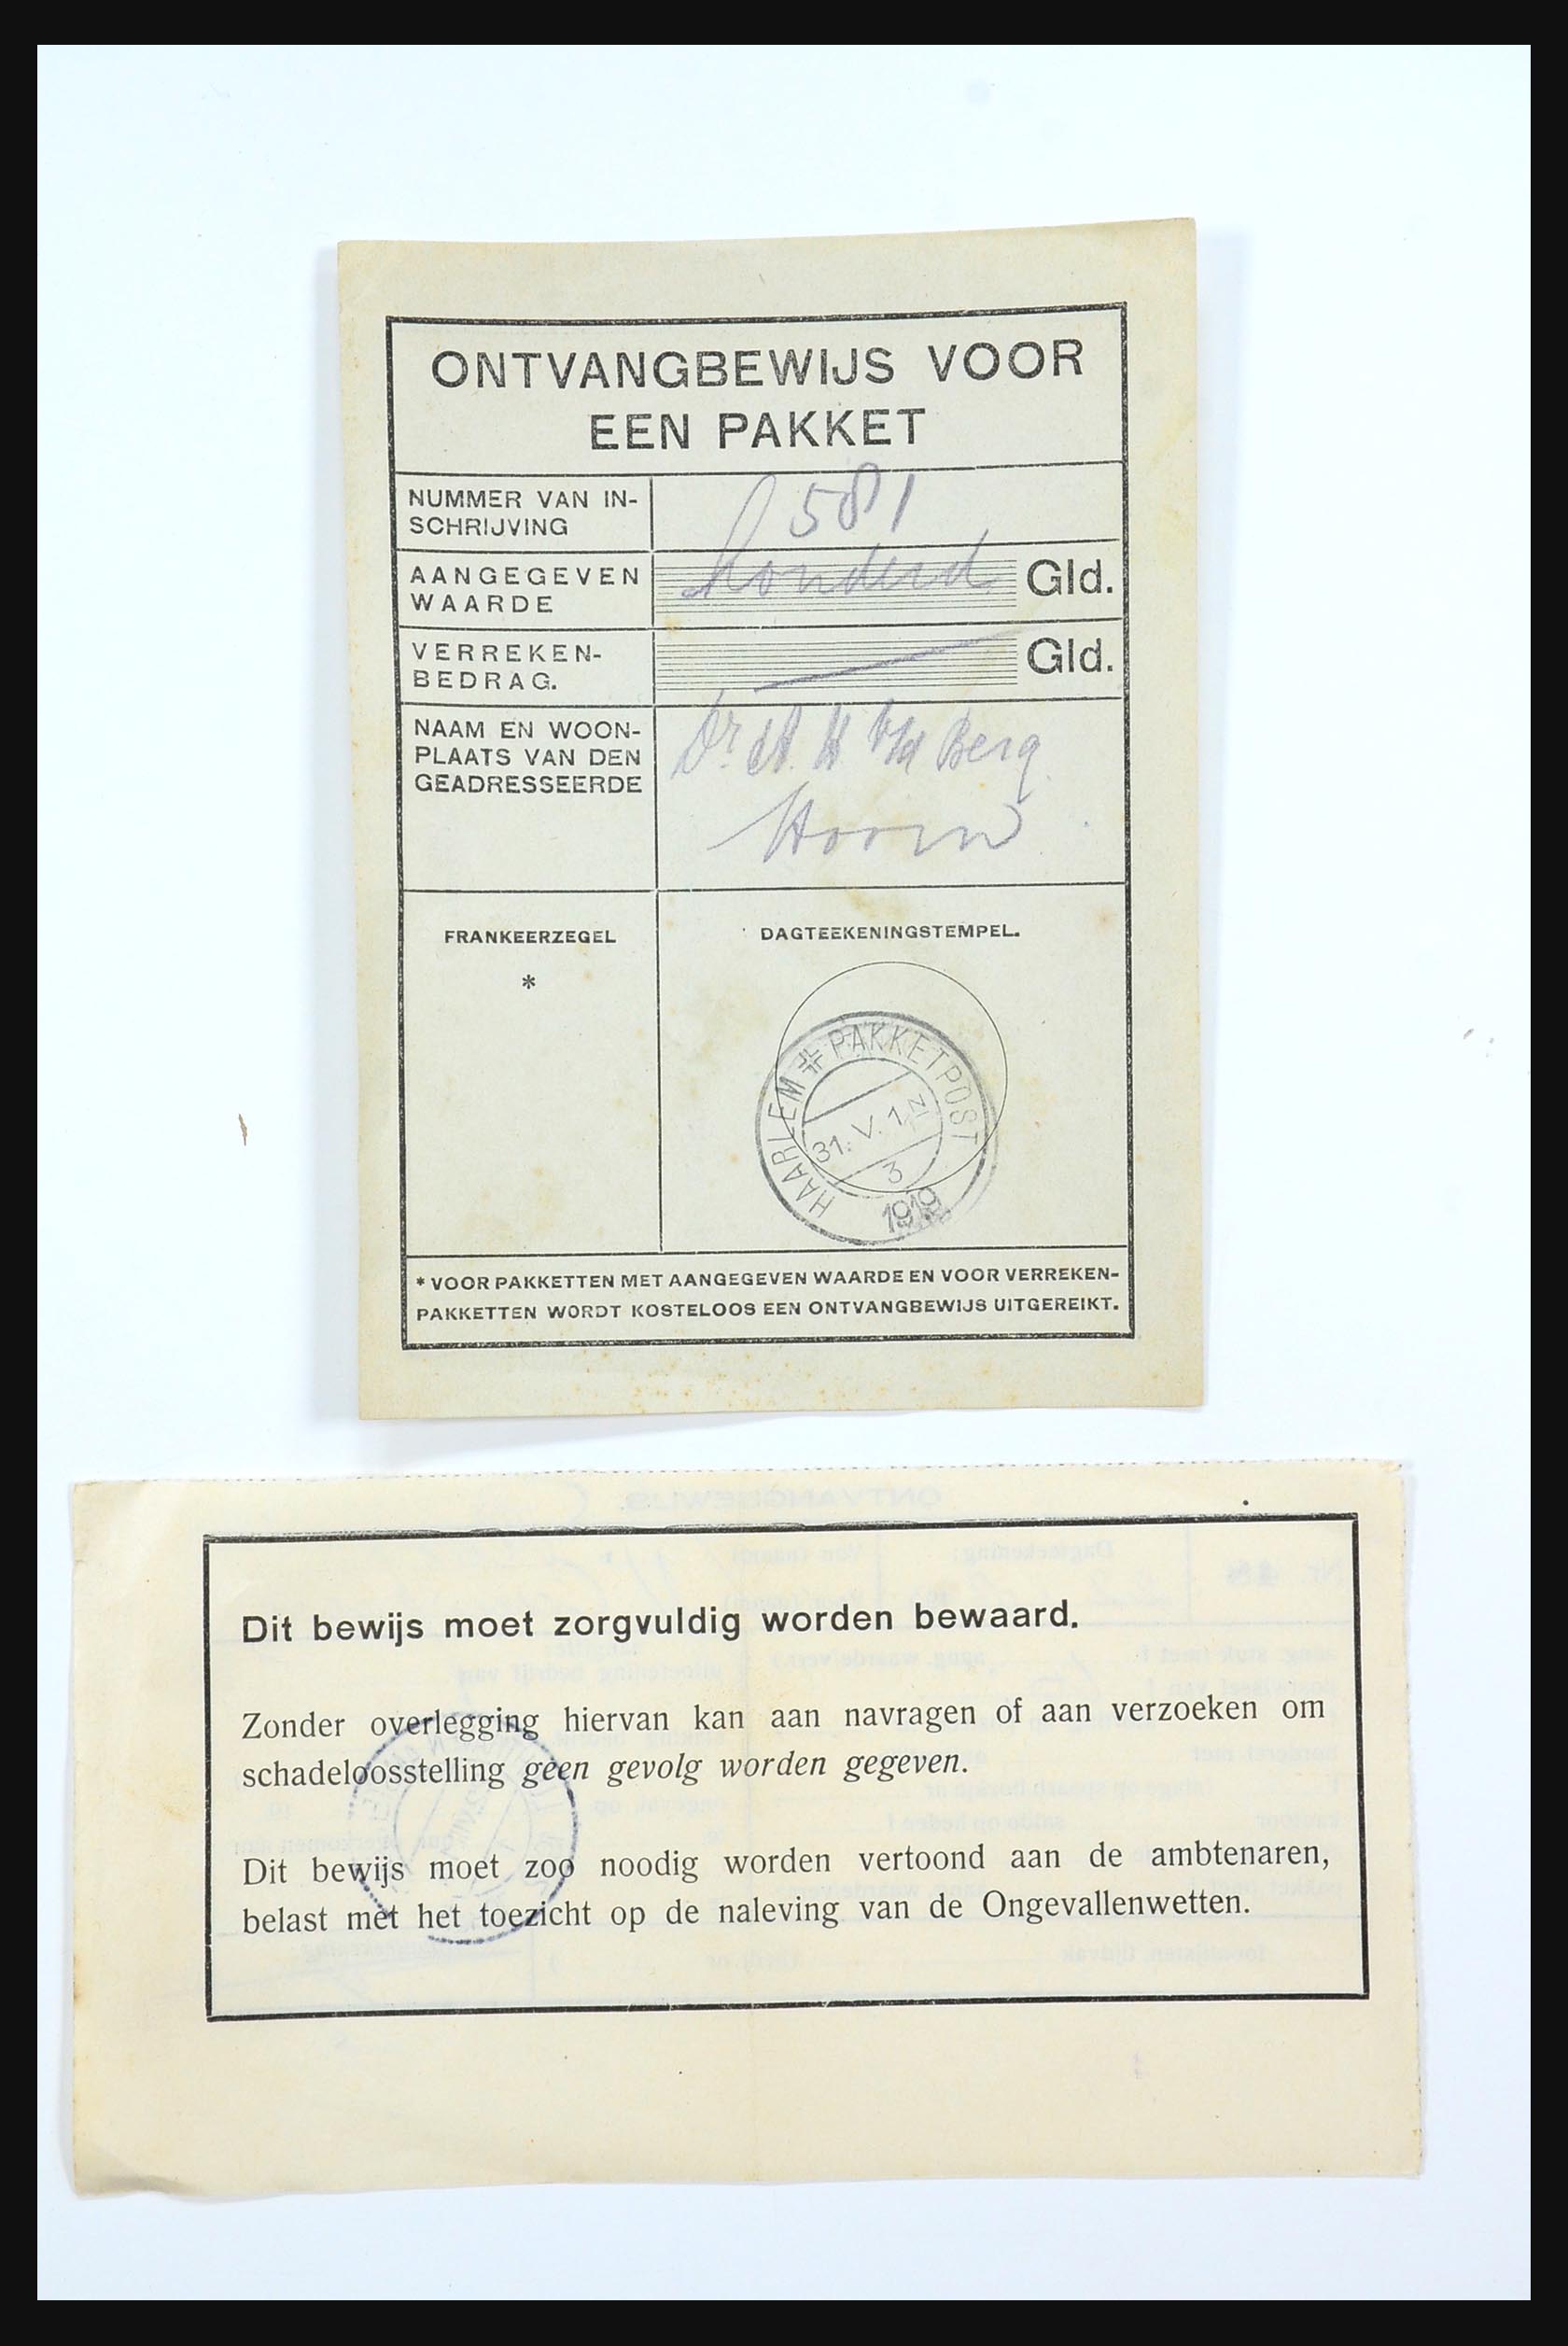 ONTVANGBEWIJS VOOR
EEN PAKKET
NUMMER VAN IN-
SCHRIJVING
581
AANGEGEVEN
WAARDE
honderd Gld.
VERREKEN-
BEDRAG.
Gld.
NAAM EN WOON-
PLAATS VAN DEN
GEADRESSEERDE
Dr. A. H. v/d Berg
Hoorn
FRANKEERZEGEL
*
DAGTEEKENINGSTEMPEL.
HAARLEM PAKKETPOST
31. V. 1
3
1919
* VOOR PAKKETTEN MET AANGEGEVEN WAARDE EN VOOR VERREKEN-
PAKKETTEN WORDT KOSTELOOS EEN ONTVANGBEWIJS UITGEREIKT.
Dit bewijs moet zorgvuldig worden bewaard.
Zonder overlegging hiervan kan aan navragen of aan verzoeken om
schadeloosstelling geen gevolg worden gegeven.
Dit bewijs moet zoo noodig worden vertoond aan de ambtenaren,
belast met het toezicht op de naleving van de Ongevallenwetten.